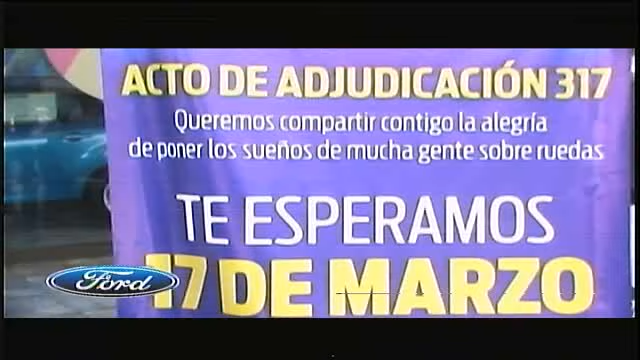 ACTO DE ADJUDICACIÓN 317
Queremos compartir contigo la alegría
de poner los sueños de mucha gente sobre ruedas
TE ESPERAMOS
17 DE MARZO
Ford